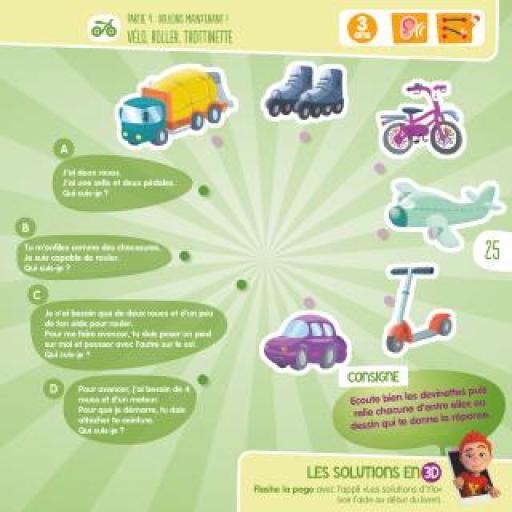 PARTIE 4 : ROULONS MAINTENANT !
VÉLO, ROLLER, TROTTINETTE
3
ans
A
J'ai deux roues.
J'ai une selle et deux pédales.
Qui suis-je ?
B
Tu m'enfiles comme des chaussures.
Je suis capable de rouler.
Qui suis-je ?
C
Je n'ai besoin que de deux roues et d'un peu
de ton aide pour rouler.
Pour me faire avancer, tu dois poser un pied
sur moi et pousser avec l'autre sur le sol.
Qui suis-je ?
D
Pour avancer, j'ai besoin de 4
roues et d'un moteur.
Pour que je démarre, tu dois
attacher ta ceinture.
Qui suis-je ?
25
CONSIGNE
Ecoute bien les devinettes puis
relie chacune d'entre elles au
dessin qui te donne la réponse.
LES SOLUTIONS EN 3D
Flashe la page avec l'appli «Les solutions d'Ylo»
(voir l'aide au début du livret).